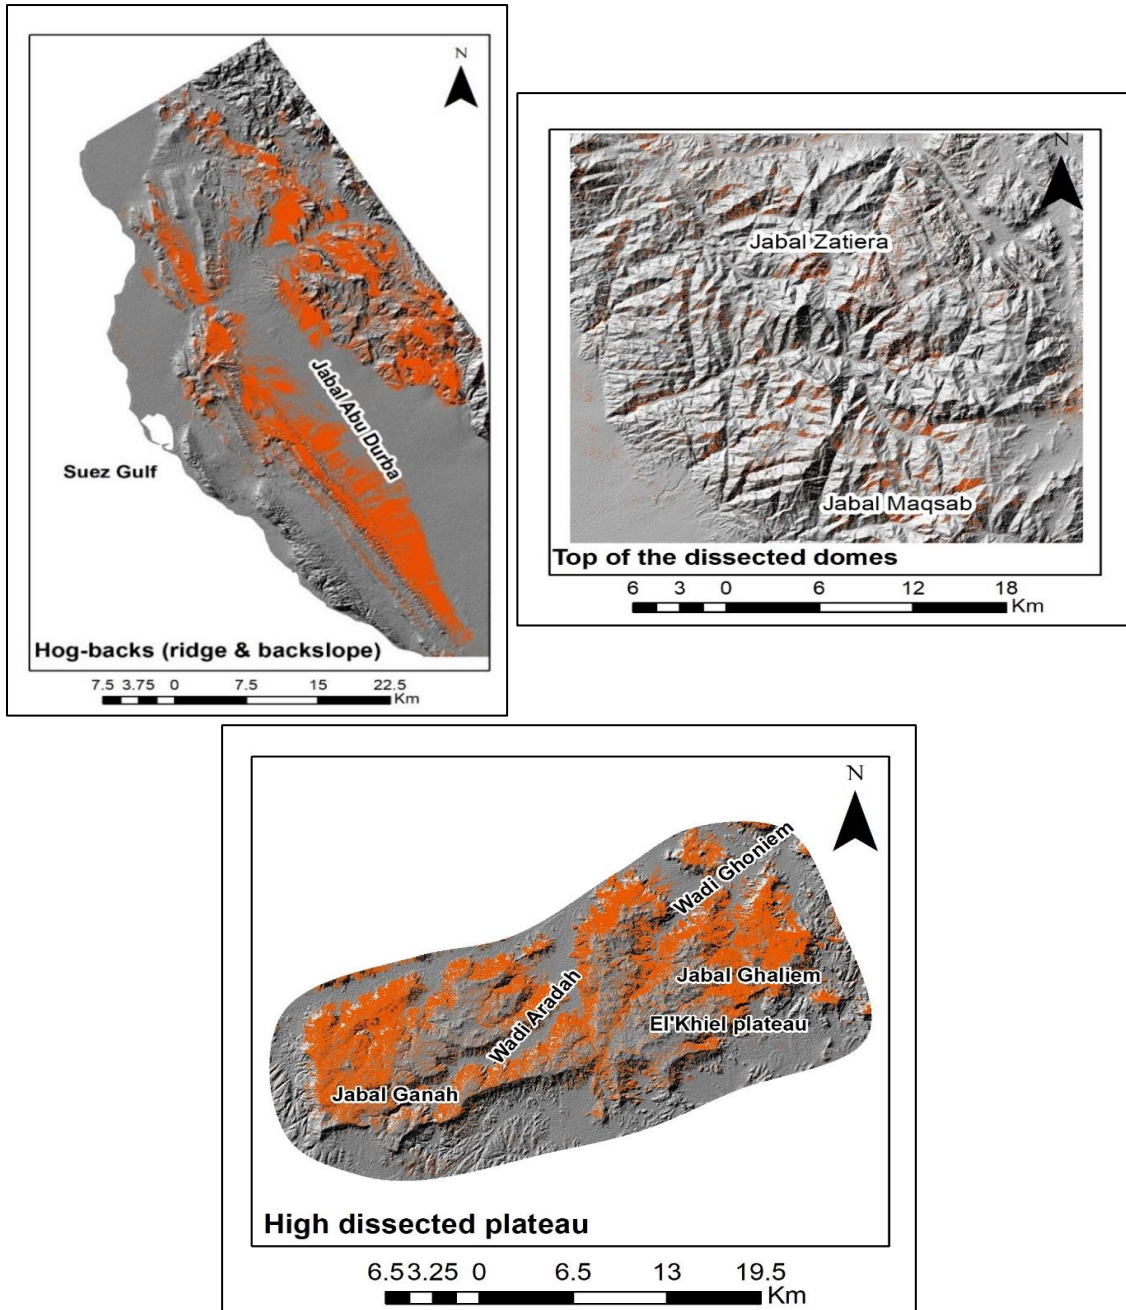 N
Jabal Abu Durba
Suez Gulf
Hog-backs (ridge & backslope)
7.5 3.75 0 7.5 15 22.5
Km
N
Jabal Zatiera
Jabal Maqsab
Top of the dissected domes
6 3 0 6 12 18
Km
N
Wadi Ghoniem
Jabal Ghaliem
Wadi Aradah
El'Khiel plateau
Jabal Ganah
High dissected plateau
6.5 3.25 0 6.5 13 19.5
Km